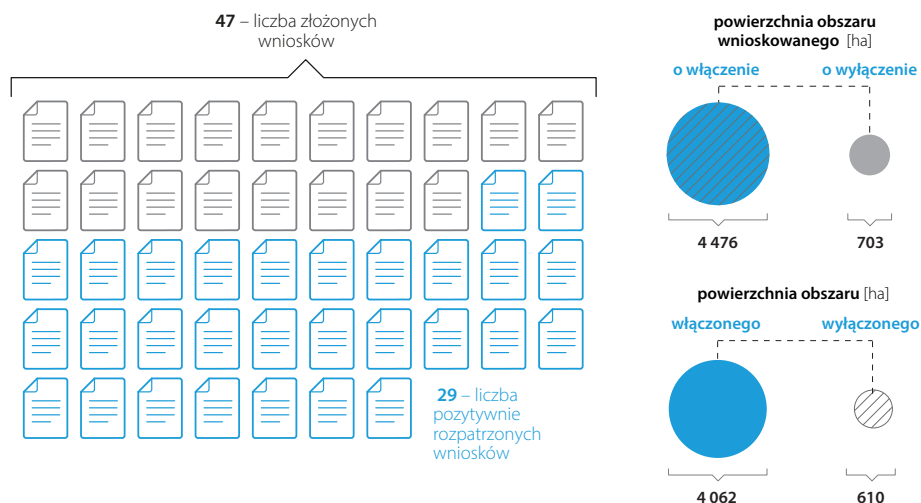 47 – liczba złożonych
wniosków
29 – liczba
pozytywnie
rozpatrzonych
wniosków
powierzchnia obszaru
wnioskowanego [ha]
o włączenie
o wyłączenie
4 476
703
powierzchnia obszaru [ha]
włączonego
wyłączonego
4 062
610